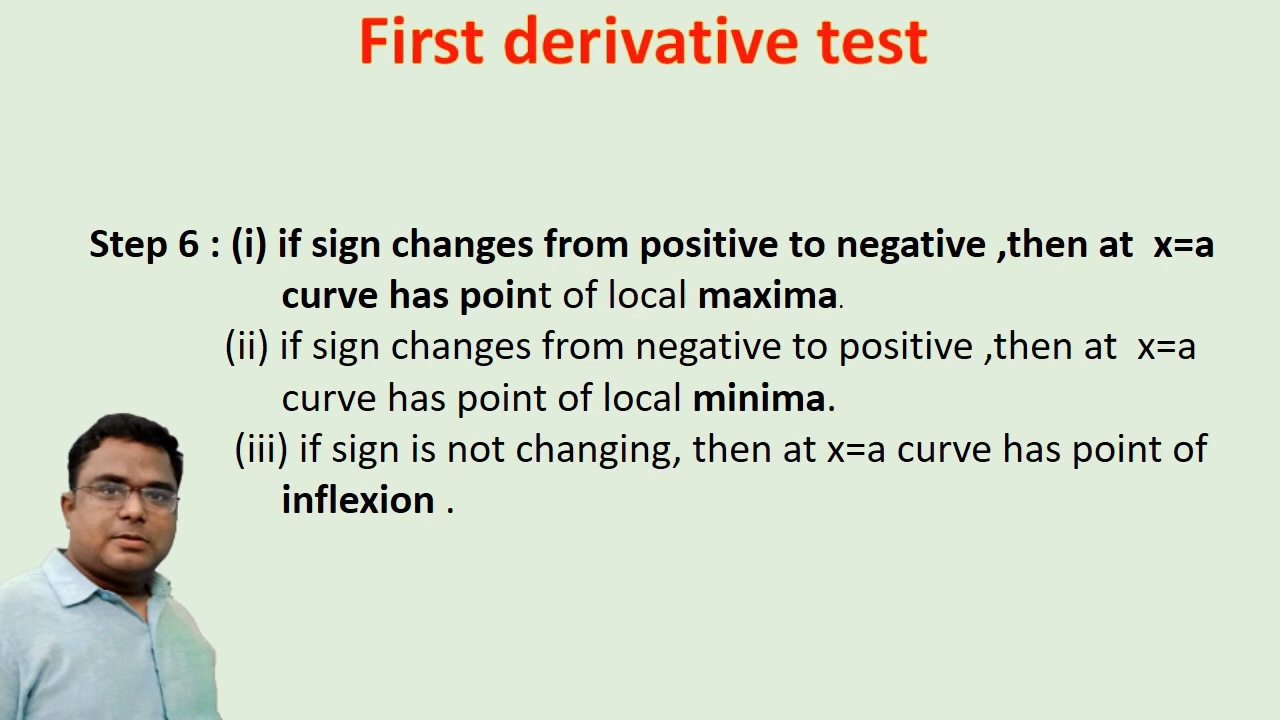 First derivative test
Step 6 : (i) if sign changes from positive to negative ,then at x=a
curve has point of local maxima.
(ii) if sign changes from negative to positive ,then at x=a
curve has point of local minima.
(iii) if sign is not changing, then at x=a curve has point of
inflexion .